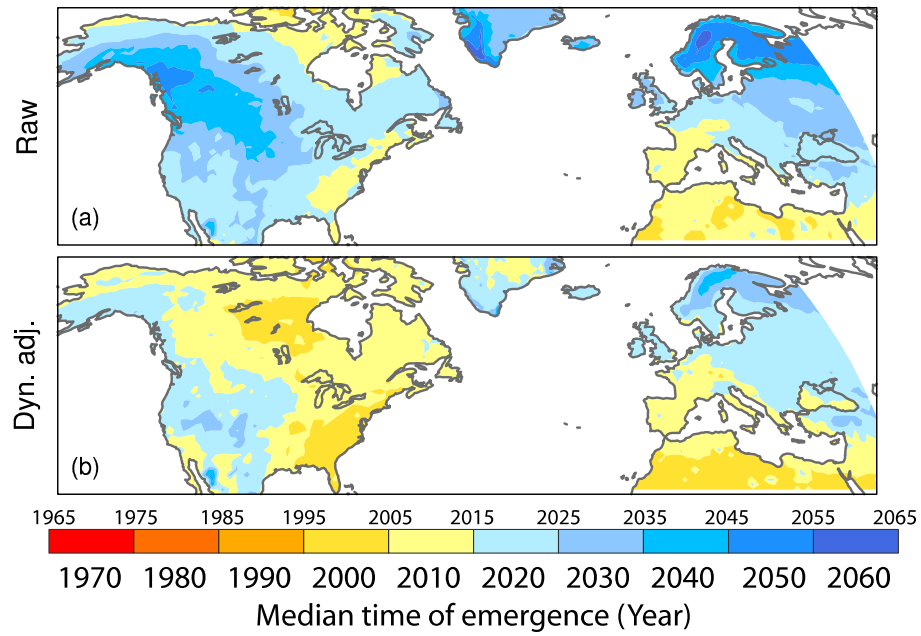 Raw
(a)
Dyn. adj.
(b)
1965 1975 1985 1995 2005 2015 2025 2035 2045 2055 2065
1970 1980 1990 2000 2010 2020 2030 2040 2050 2060
Median time of emergence (Year)